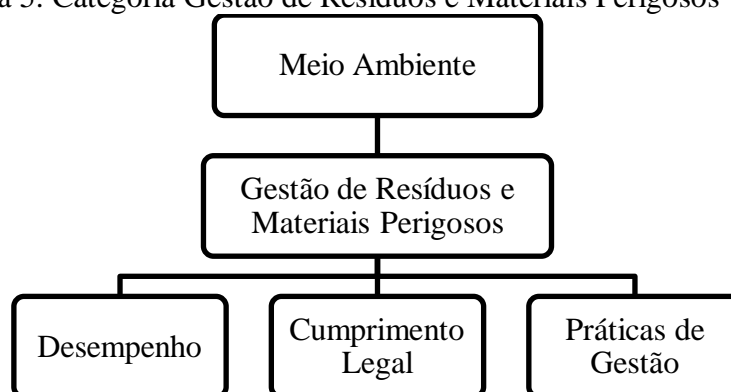 a 5: Categoria Gestão de Resíduos e Materiais Perigosos
Meio Ambiente
Gestão de Resíduos e
Materiais Perigosos
Desempenho
Cumprimento
Legal
Práticas de
Gestão